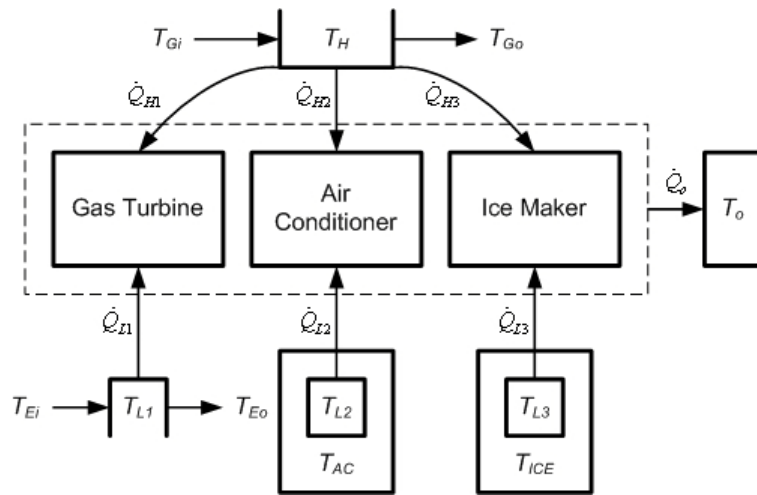 T_Gi T_H T_Go
Q̇_H1 Q̇_H2 Q̇_H3
Gas Turbine
Air
Conditioner
Ice Maker
Q̇_o
T_o
Q̇_L1 Q̇_L2 Q̇_L3
T_Ei T_L1 T_Eo T_L2 T_L3
T_AC T_ICE